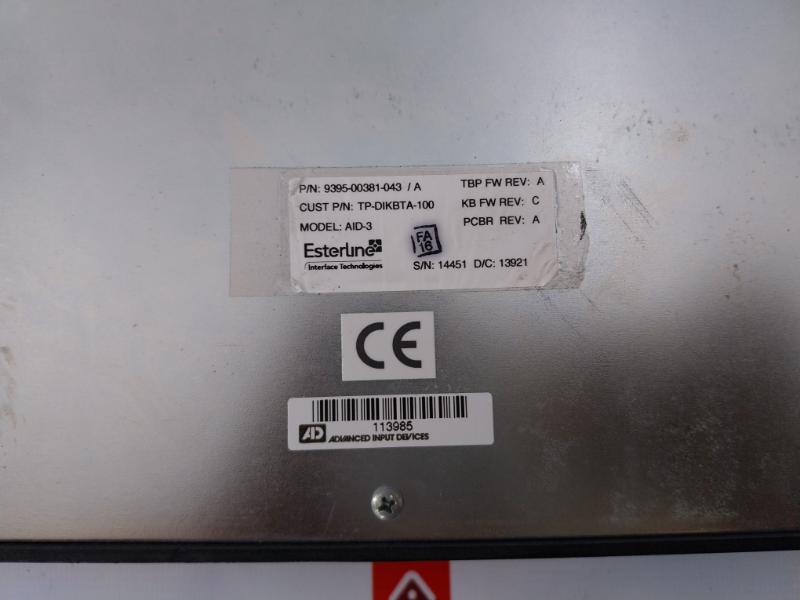 P/N: 9395-00381-043 / A
TBP FW REV: A
CUST P/N: TP-DIKBTA-100
KB FW REV: C
MODEL: AID-3
PCBR REV: A
FA
16
Esterline
Interface Technologies
S/N: 14451 D/C: 13921
CE
113985
AD ADVANCED INPUT DEVICES